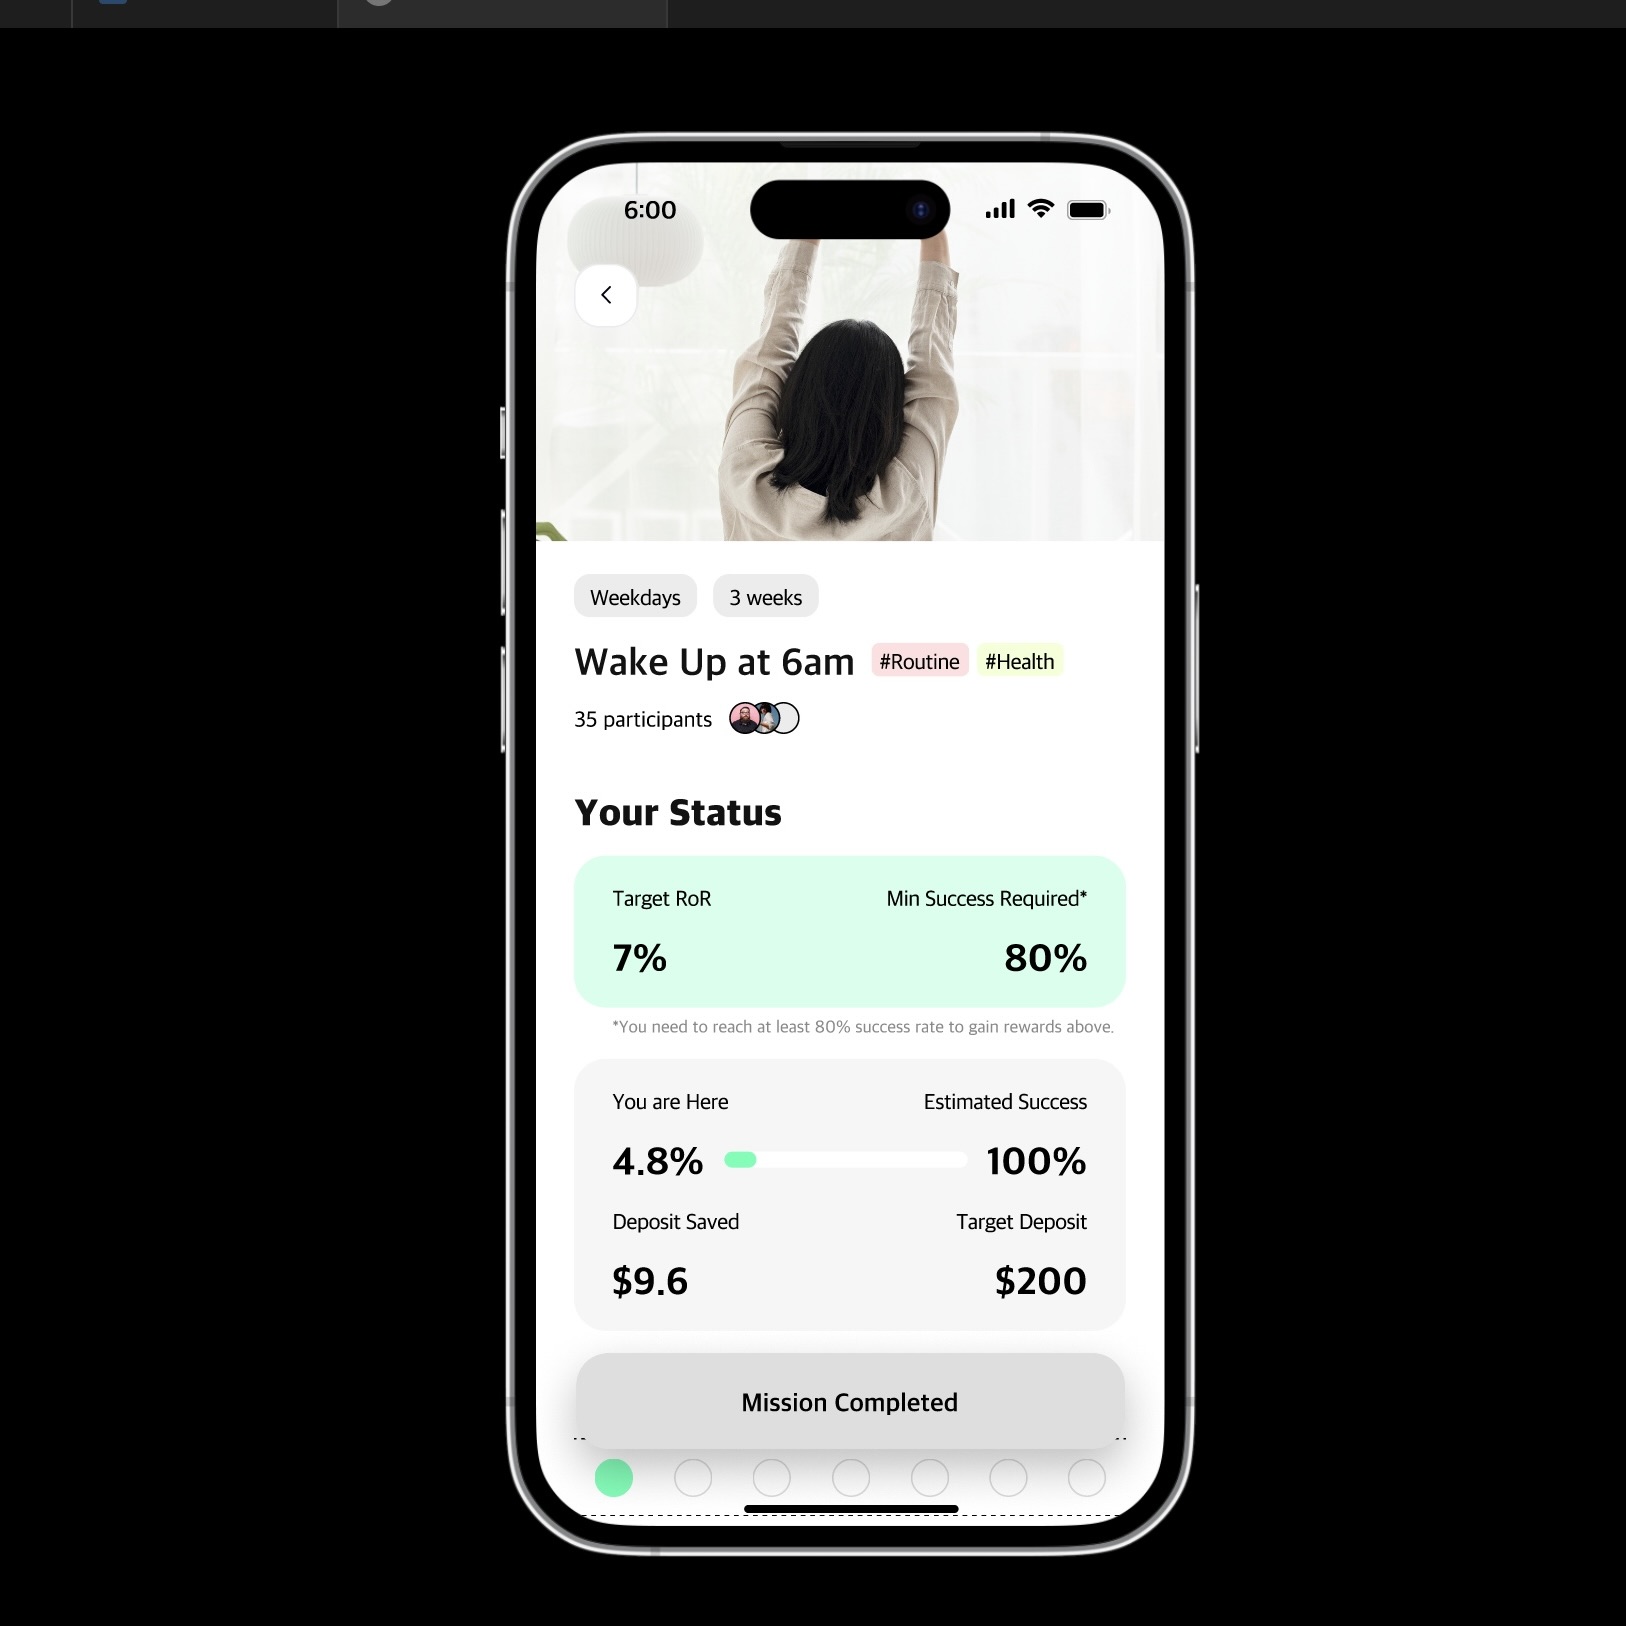 6:00
Weekdays 3 weeks
Wake Up at 6am #Routine #Health
35 participants
Your Status
Target RoR Min Success Required*
7% 80%
*You need to reach at least 80% success rate to gain rewards above.
You are Here Estimated Success
4.8% 100%
Deposit Saved Target Deposit
$9.6 $200
Mission Completed